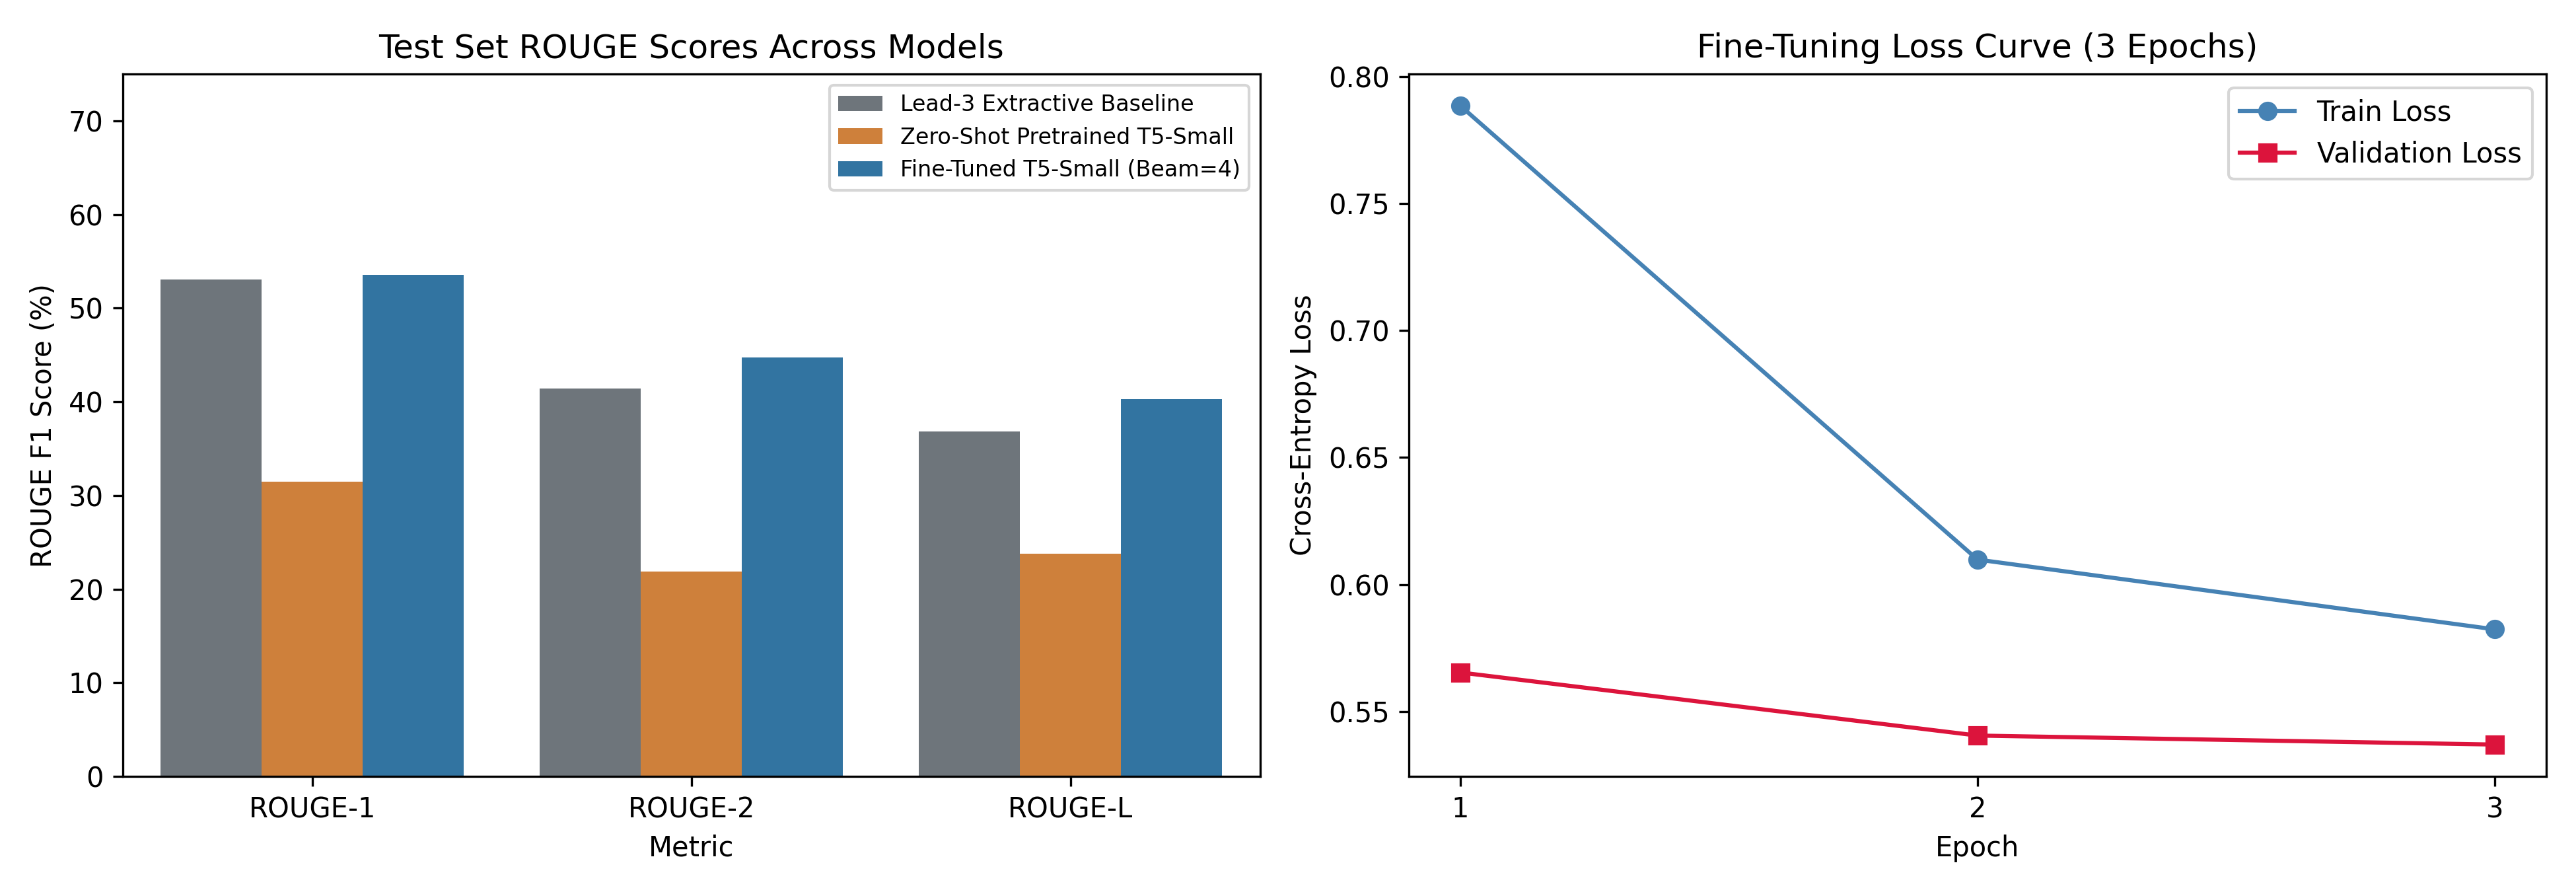 Test Set ROUGE Scores Across Models
ROUGE F1 Score (%)
70
60
50
40
30
20
10
0
Lead-3 Extractive Baseline
Zero-Shot Pretrained T5-Small
Fine-Tuned T5-Small (Beam=4)
ROUGE-1 ROUGE-2 ROUGE-L
Metric
Fine-Tuning Loss Curve (3 Epochs)
Cross-Entropy Loss
0.80
0.75
0.70
0.65
0.60
0.55
Train Loss
Validation Loss
1 2 3
Epoch